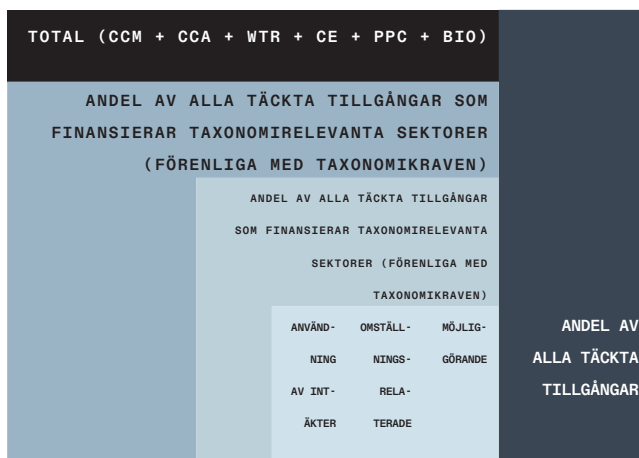 TOTAL (CCM + CCA + WTR + CE + PPC + BIO)
ANDEL AV ALLA TÄCKTA TILLGÅNGAR SOM
FINANSIERAR TAXONOMIRELEVANTA SEKTORER
(FÖRENLIGA MED TAXONOMIKRAVEN)
ANDEL AV ALLA TÄCKTA TILLGÅNGAR
SOM FINANSIERAR TAXONOMIRELEVANTA
SEKTORER (FÖRENLIGA MED
TAXONOMIKRAVEN)
ANVÄND-
NING
AV INT-
ÄKTER
OMSTÄLL-
NINGS-
RELA-
TERADE
MÖJLIG-
GÖRANDE
ANDEL AV
ALLA TÄCKTA
TILLGÅNGAR